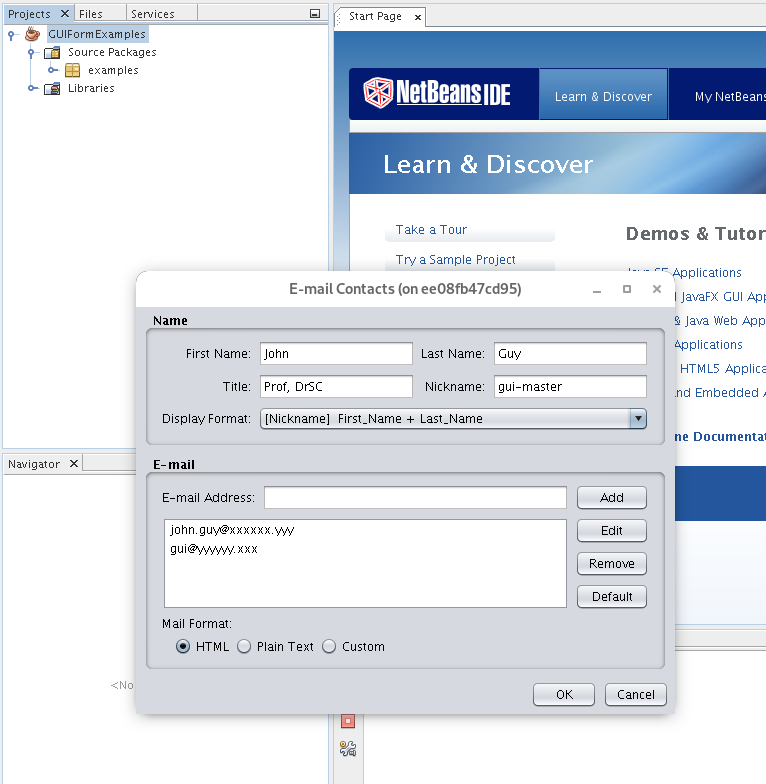 Projects Files Services
Start Page
GUIFormExamples
Source Packages
examples
Libraries
NetBeans IDE
Learn & Discover
My NetBeans
Learn & Discover
Take a Tour
Try a Sample Project
Demos & Tutor
Java SE Applications
JavaFX GUI App
& Java Web App
Applications
HTML5 Applica
nd Embedded A
ne Documentat
E-mail Contacts (on ee08fb47cd95)
Name
First Name: John Last Name: Guy
Title: Prof, DrSC Nickname: gui-master
Display Format: [Nickname] First_Name + Last_Name
E-mail
E-mail Address: Add
john.guy@xxxxxx.yyy
gui@yyyyyy.xxx
Edit
Remove
Default
Mail Format:
HTML Plain Text Custom
OK Cancel
Navigator
<No